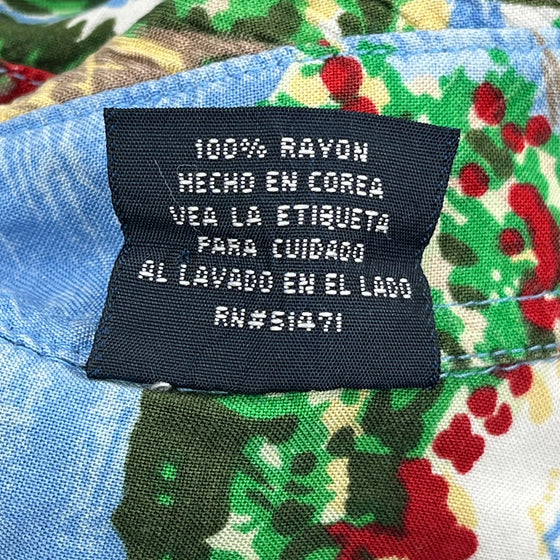 100% RAYON
HECHO EN COREA
VEA LA ETIQUETA
PARA CUIDADO
AL LAVADO EN EL LADO
RN#51471